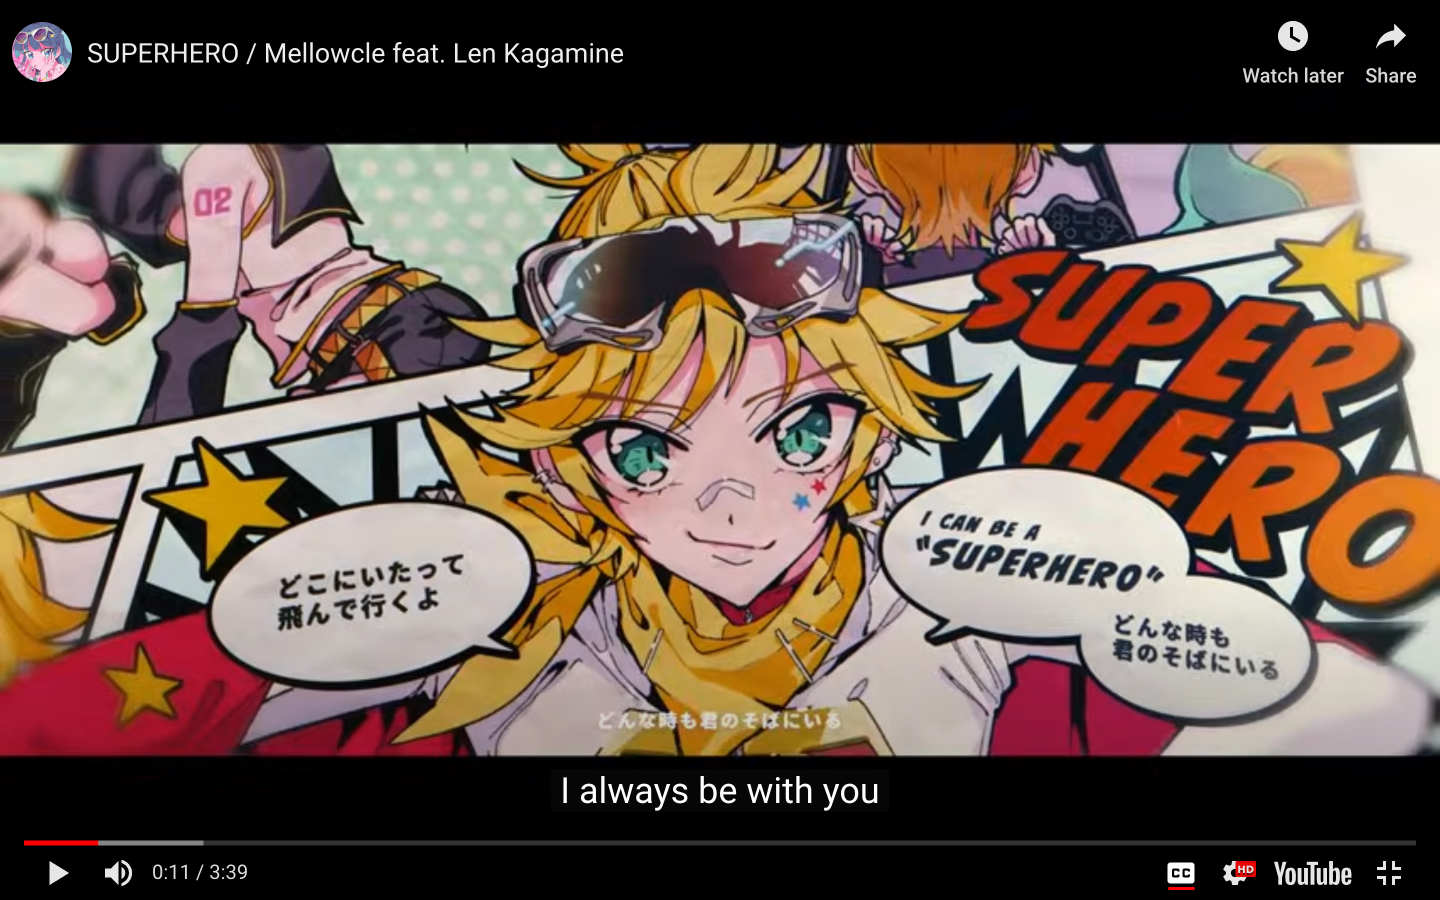 SUPERHERO / Mellowcle feat. Len Kagamine
Watch later
Share
02
SUPER
HERO
I CAN BE A
"SUPERHERO"
どこにいたって
飛んで行くよ
どんな時も
君のそばにいる
どんな時も君のそばにいる
I always be with you
0:11 / 3:39
CC
HD
YouTube